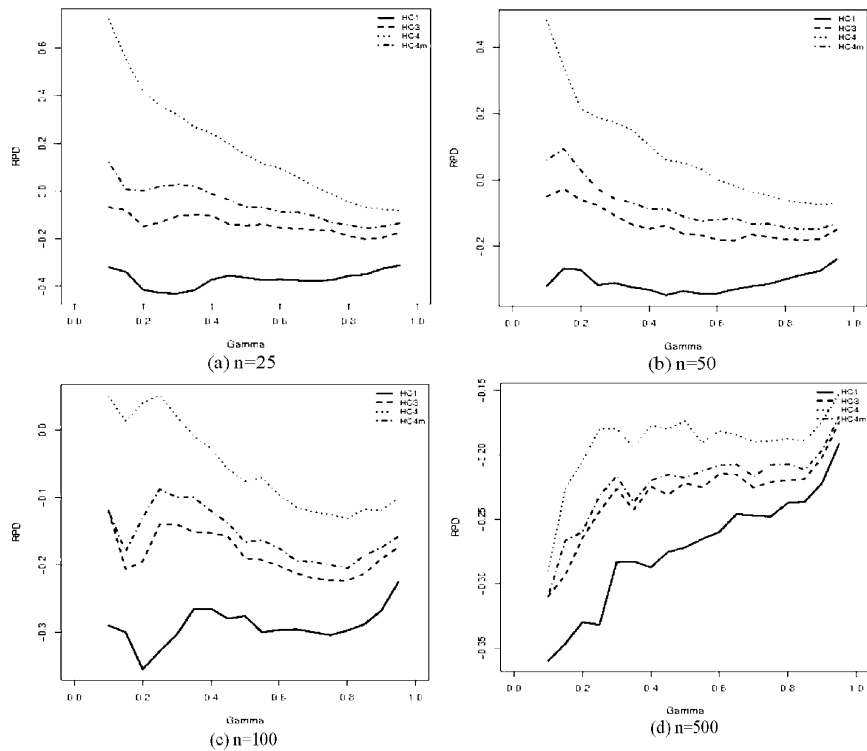 HC1
HC3
HC4
HC4m
RPD
0.6
0.4
0.2
0.0
-0.2
-0.4
0.0 0.2 0.4 0.6 0.8 1.0
Gamma
(a) n=25
HC1
HC3
HC4
HC4m
RPD
0.4
0.2
0.0
-0.2
0.0 0.2 0.4 0.6 0.8 1.0
Gamma
(b) n=50
HC1
HC3
HC4
HC4m
RPD
0.0
-0.1
-0.2
-0.3
0.0 0.2 0.4 0.6 0.8 1.0
Gamma
(c) n=100
HC1
HC3
HC4
HC4m
RPD
-0.15
-0.20
-0.25
-0.30
-0.35
0.0 0.2 0.4 0.6 0.8 1.0
Gamma
(d) n=500